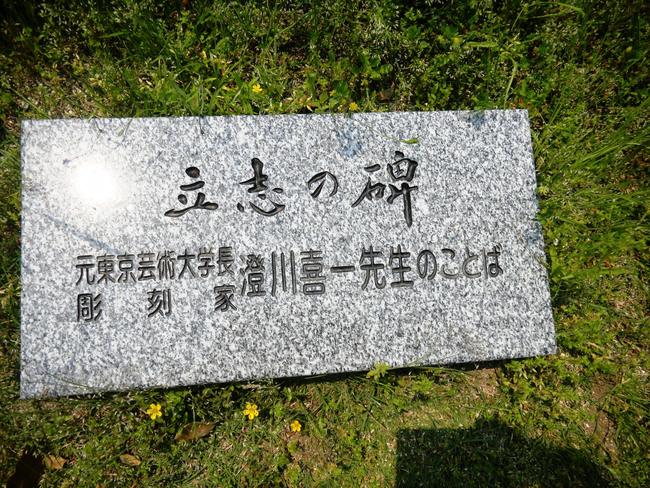 立志の碑
元東京芸術大学長
彫刻家
澄川喜一先生のことば